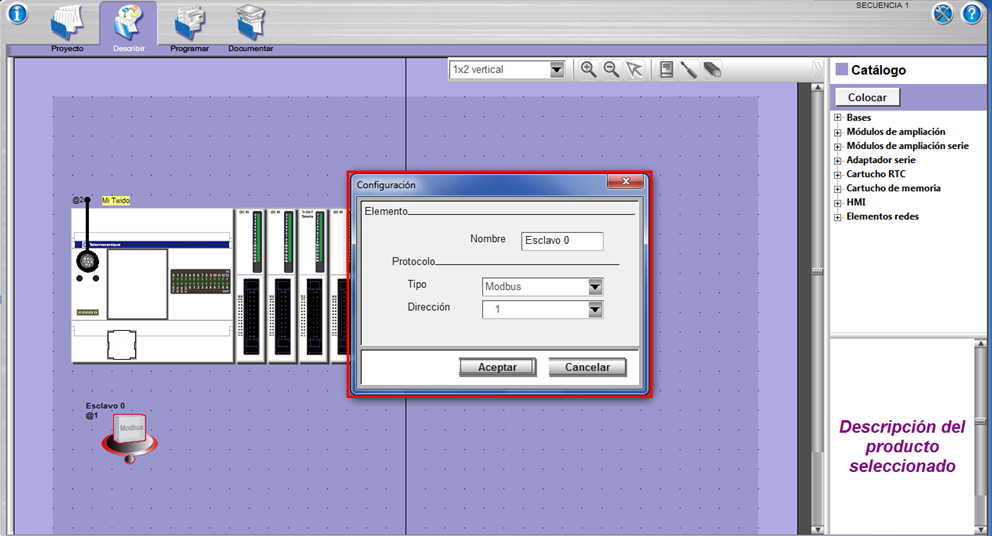 SECUENCIA 1
Proyecto
Describir
Programar
Documentar
1x2 vertical
Catálogo
Colocar
Bases
Módulos de ampliación
Módulos de ampliación serie
Adaptador serie
Cartucho RTC
Cartucho de memoria
HMI
Elementos redes
@2
Mi Twido
Telemecanique
Configuración
Elemento
Nombre Esclavo 0
Protocolo
Tipo Modbus
Dirección 1
Aceptar Cancelar
Esclavo 0
@1
Modbus
Descripción del
producto
seleccionado